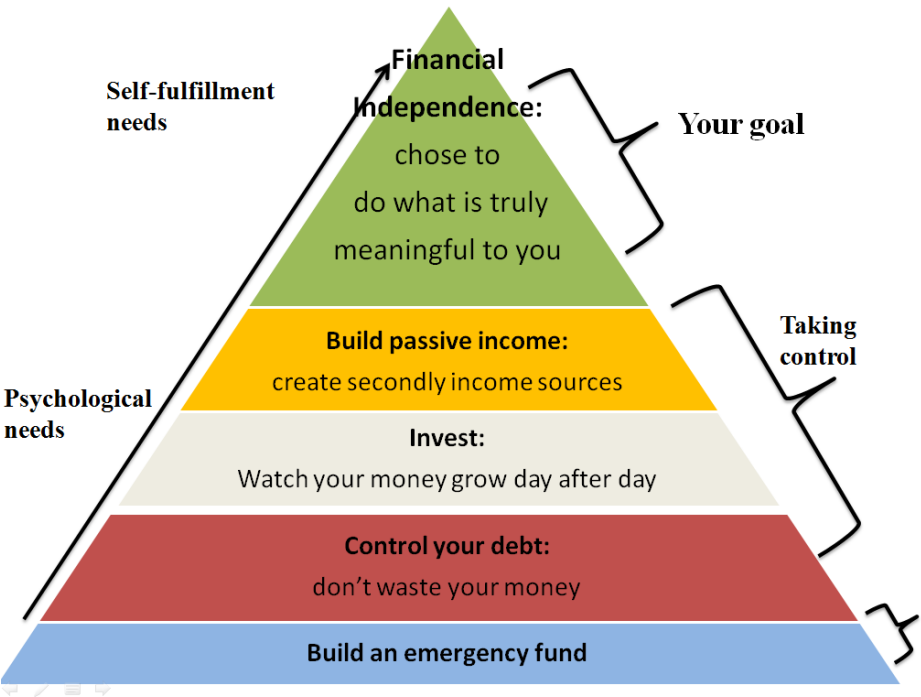 Financial
Independence:
chose to
do what is truly
meaningful to you
Self-fulfillment
needs
Your goal
Build passive income:
create secondly income sources
Taking
control
Psychological
needs
Invest:
Watch your money grow day after day
Control your debt:
don't waste your money
Build an emergency fund